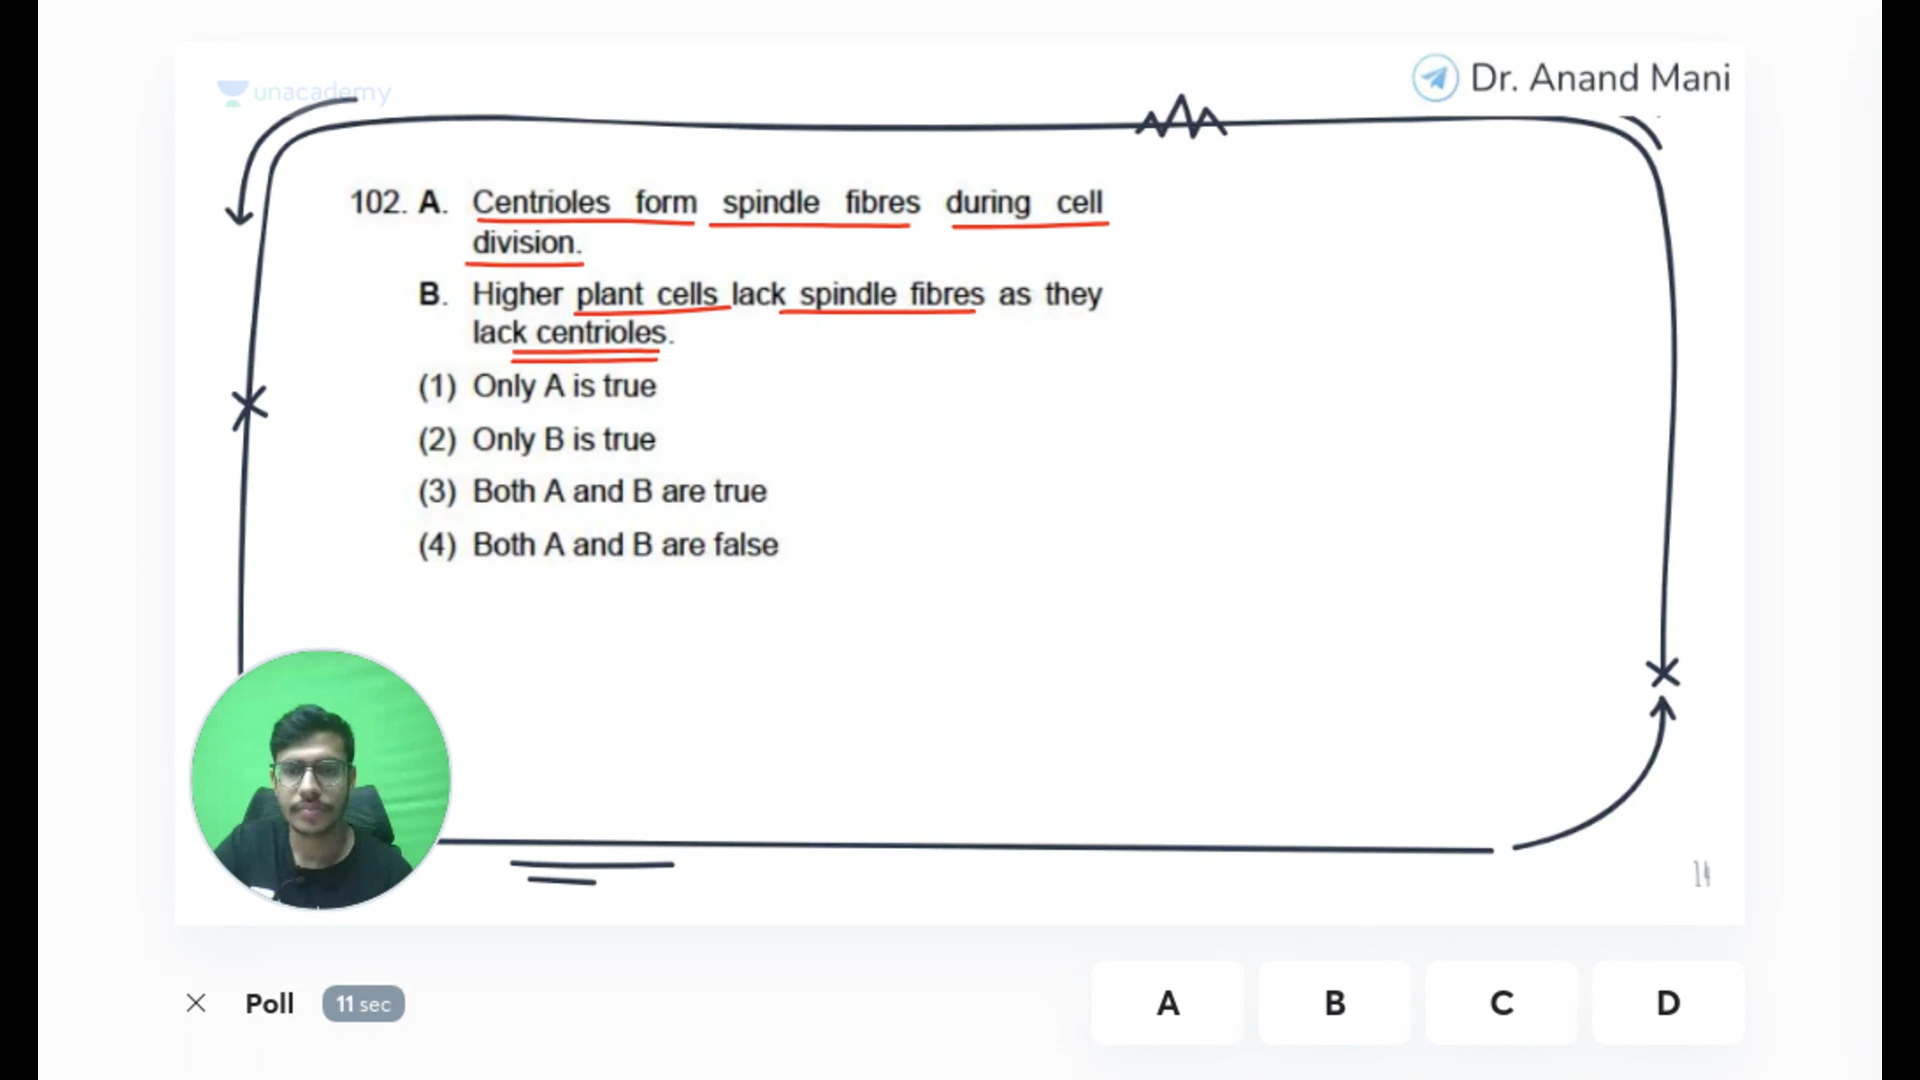 unacademy
Dr. Anand Mani
102. A. Centrioles form spindle fibres during cell
division.
B. Higher plant cells lack spindle fibres as they
lack centrioles.
(1) Only A is true
(2) Only B is true
(3) Both A and B are true
(4) Both A and B are false
14
Poll 11 sec A B C D